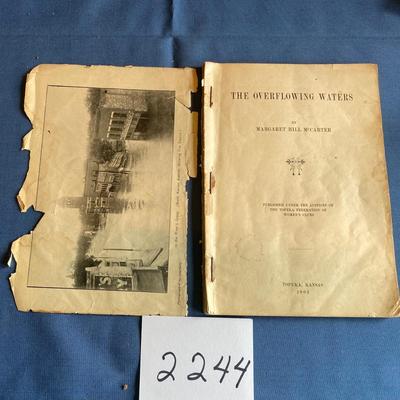 THE OVERFLOWING WATERS
BY
MARGARET HILL McCARTER
PUBLISHED UNDER THE AUSPICES OF
THE TOPEKA FEDERATION OF
WOMEN'S CLUBS
TOPEKA, KANSAS
1903
2244